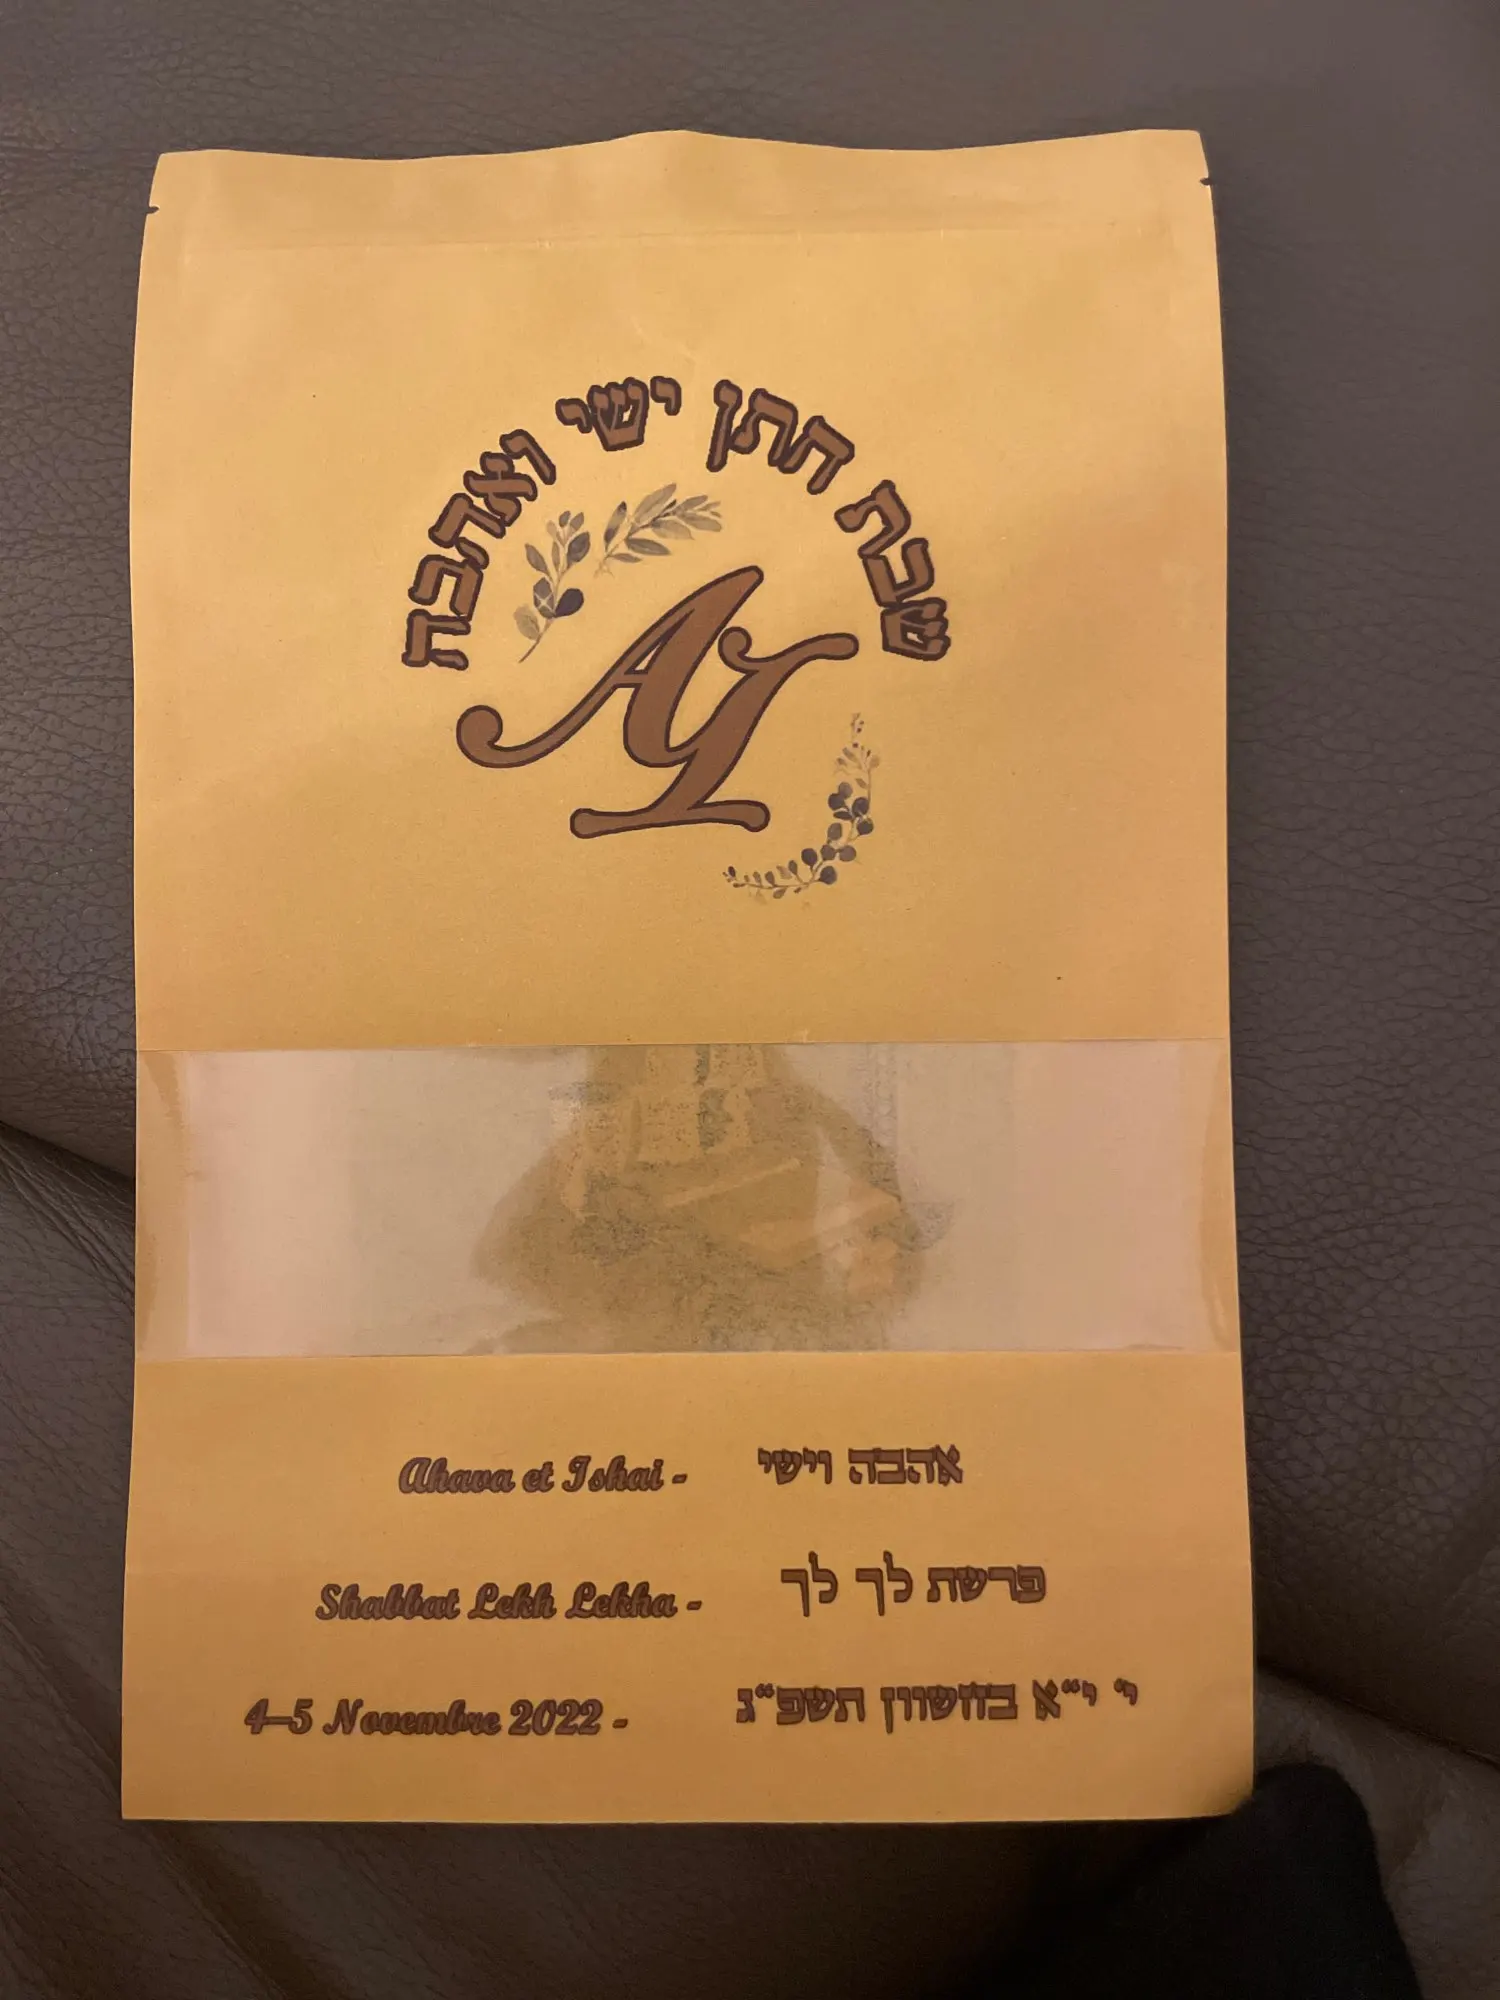 שבת חתן ישי ואהבה
AI
Ahava et Ishai - אהבה וישי
Shabbat Lekh Lekha - פרשת לך לך
4-5 Novembre 2022 - י' י"א בחשוון תשפ"ג